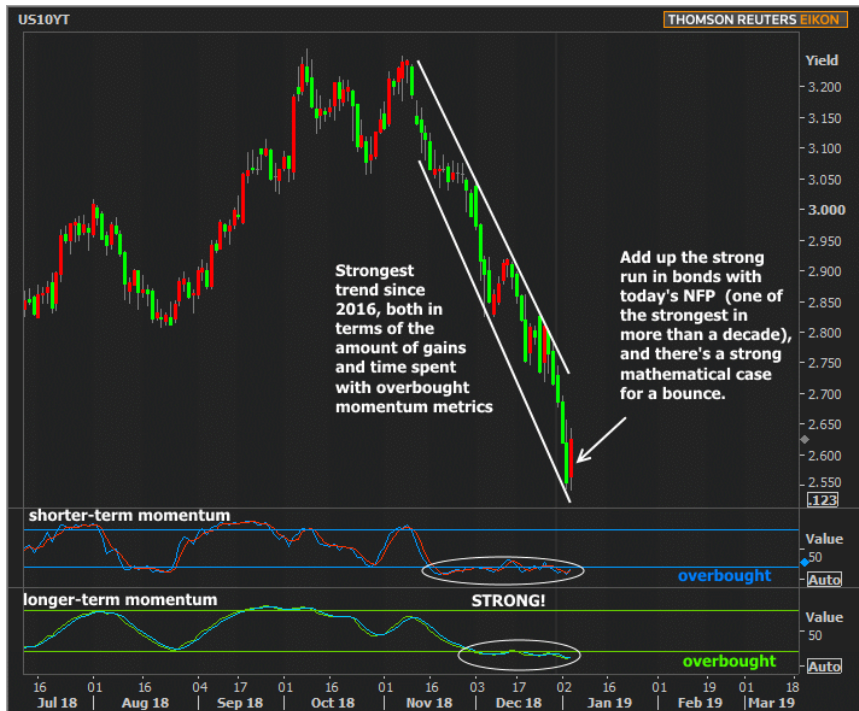 US10YT
THOMSON REUTERS EIKON
Yield
3.200
3.150
3.100
3.050
3.000
2.950
2.900
2.850
2.800
2.750
2.700
2.650
2.600
2.550
.123
Strongest
trend since
2016, both in
terms of the
amount of gains
and time spent
with overbought
momentum metrics
Add up the strong
run in bonds with
today's NFP (one of
the strongest in
more than a decade),
and there's a strong
mathematical case
for a bounce.
shorter-term momentum
Value
50
overbought
Auto
longer-term momentum
STRONG!
Value
50
overbought
Auto
16 01 16 04 17 01 16 01 16 03 17 02 16 01 19 01 18
Jul 18 Aug 18 Sep 18 Oct 18 Nov 18 Dec 18 Jan 19 Feb 19 Mar 19